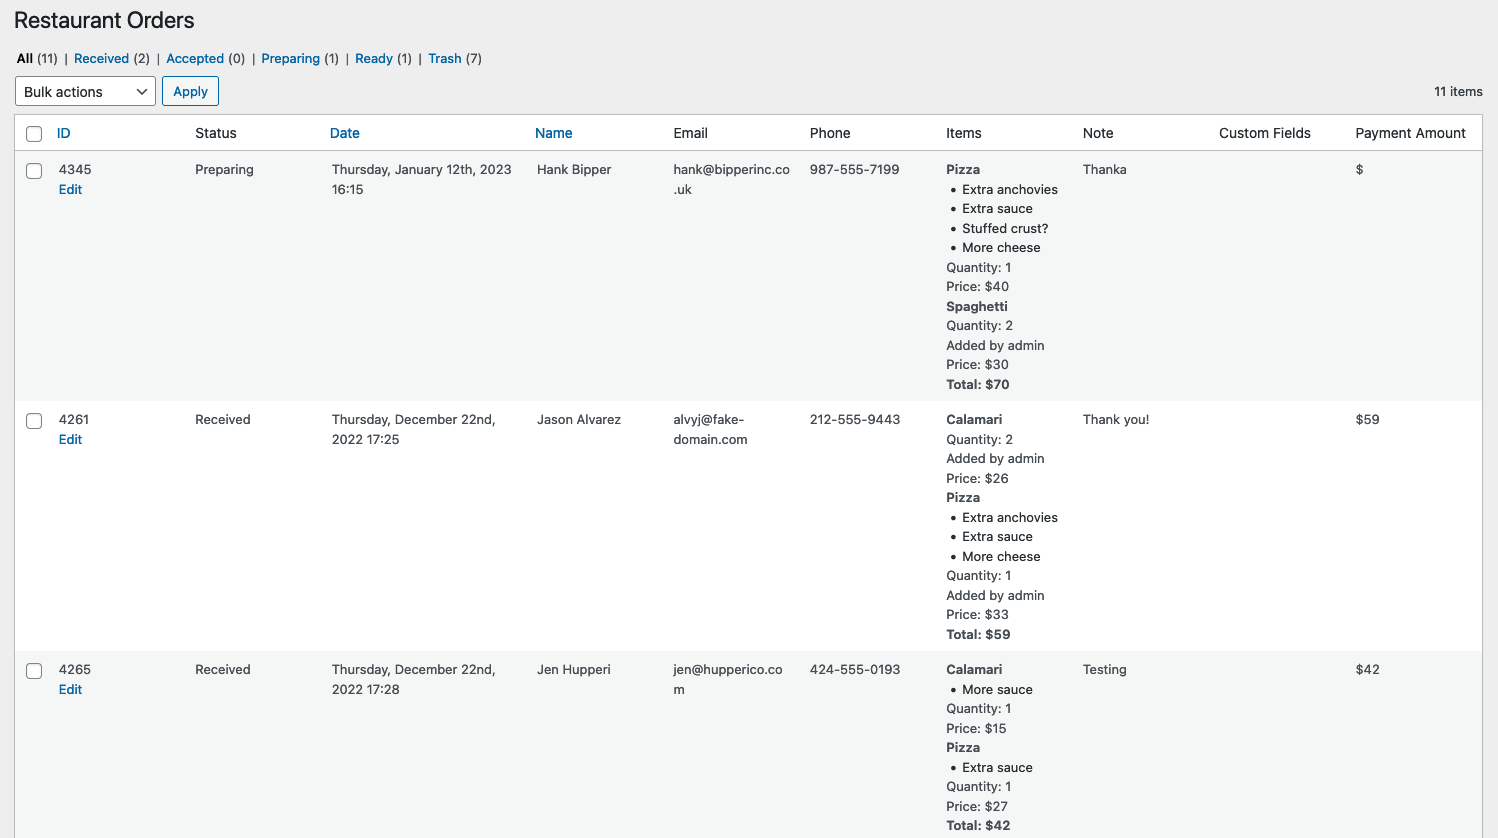 Restaurant Orders
All (11) | Received (2) | Accepted (0) | Preparing (1) | Ready (1) | Trash (7)
Bulk actions Apply 11 items
ID Status Date Name Email Phone Items Note Custom Fields Payment Amount
4345 Preparing Thursday, January 12th, 2023 Hank Bipper hank@bipperinc.co 987-555-7199 Pizza Thanka $
Edit 16:15 .uk • Extra anchovies
• Extra sauce
• Stuffed crust?
• More cheese
Quantity: 1
Price: $40
Spaghetti
Quantity: 2
Added by admin
Price: $30
Total: $70
4261 Received Thursday, December 22nd, Jason Alvarez alvyj@fake- 212-555-9443 Calamari Thank you! $59
Edit 2022 17:25 domain.com Quantity: 2
Added by admin
Price: $26
Pizza
• Extra anchovies
• Extra sauce
• More cheese
Quantity: 1
Added by admin
Price: $33
Total: $59
4265 Received Thursday, December 22nd, Jen Hupperi jen@hupperico.co 424-555-0193 Calamari Testing $42
Edit 2022 17:28 m • More sauce
Quantity: 1
Price: $15
Pizza
• Extra sauce
Quantity: 1
Price: $27
Total: $42